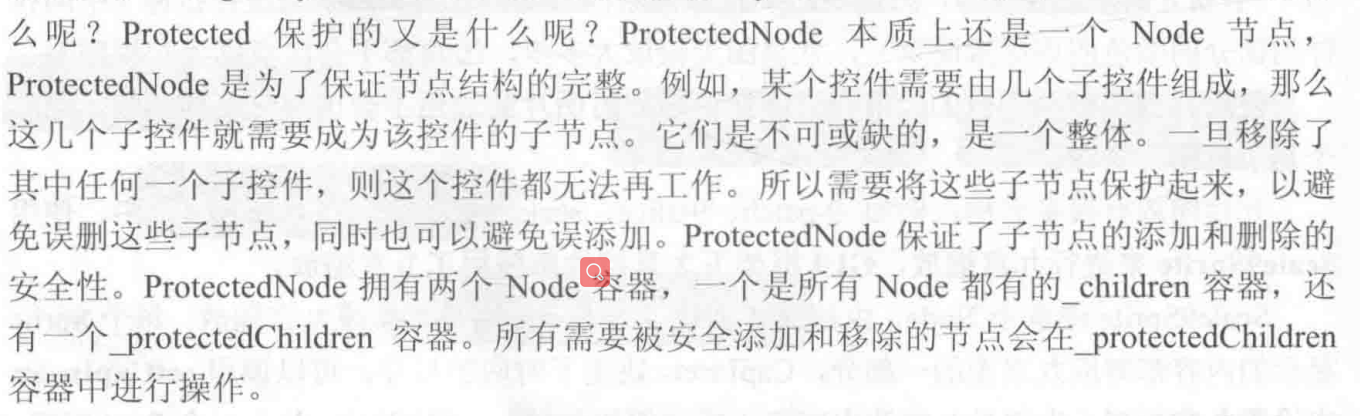 么呢？Protected 保护的又是什么呢？ProtectedNode 本质上还是一个 Node 节点，
ProtectedNode 是为了保证节点结构的完整。例如，某个控件需要由几个子控件组成，那么
这几个子控件就需要成为该控件的子节点。它们是不可或缺的，是一个整体。一旦移除了
其中任何一个子控件，则这个控件都无法再工作。所以需要将这些子节点保护起来，以避
免误删这些子节点，同时也可以避免误添加。ProtectedNode 保证了子节点的添加和删除的
安全性。ProtectedNode 拥有两个 Node 容器，一个是所有 Node 都有的_children 容器，还
有一个_protectedChildren 容器。所有需要被安全添加和移除的节点会在_protectedChildren
容器中进行操作。